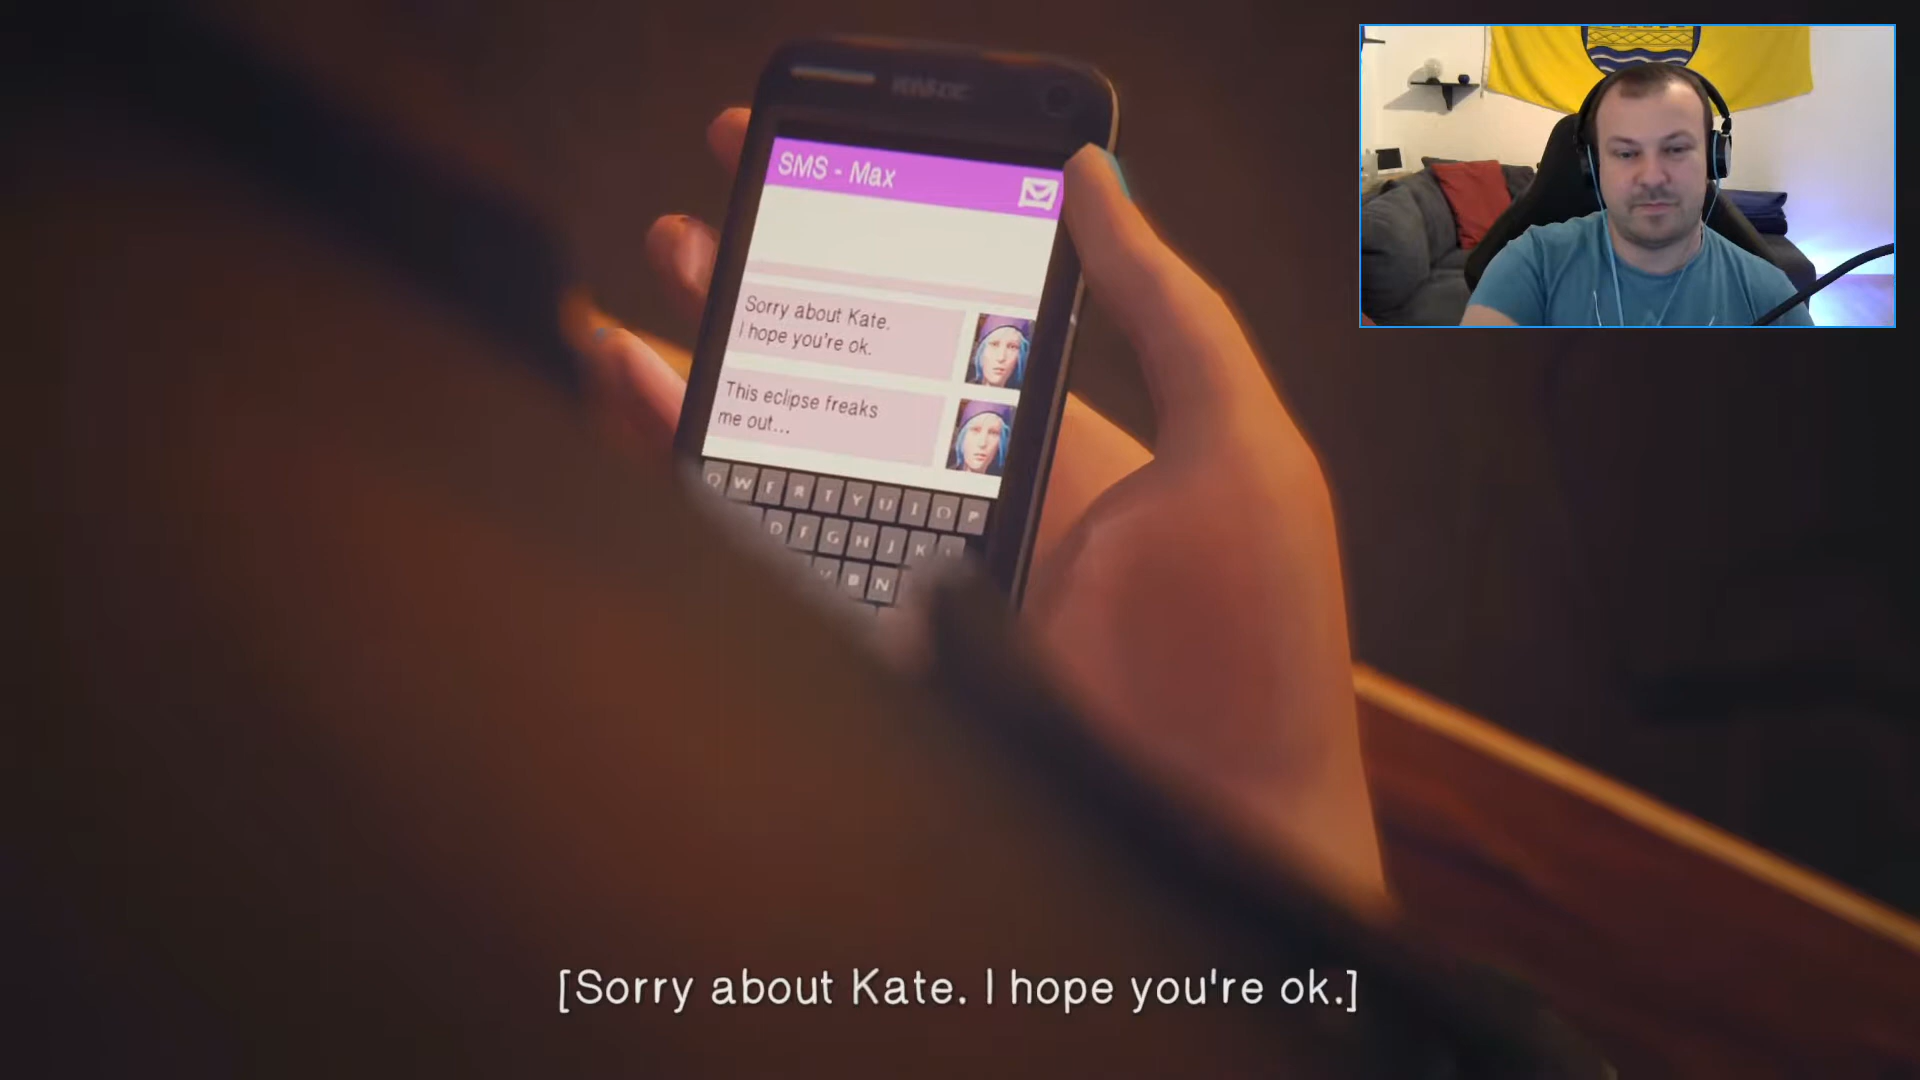 SMS - Max
Sorry about Kate.
I hope you're ok.
This eclipse freaks
me out...
Q W E R T Y U I O P
D F G H J K L
V B N
[Sorry about Kate. I hope you're ok.]